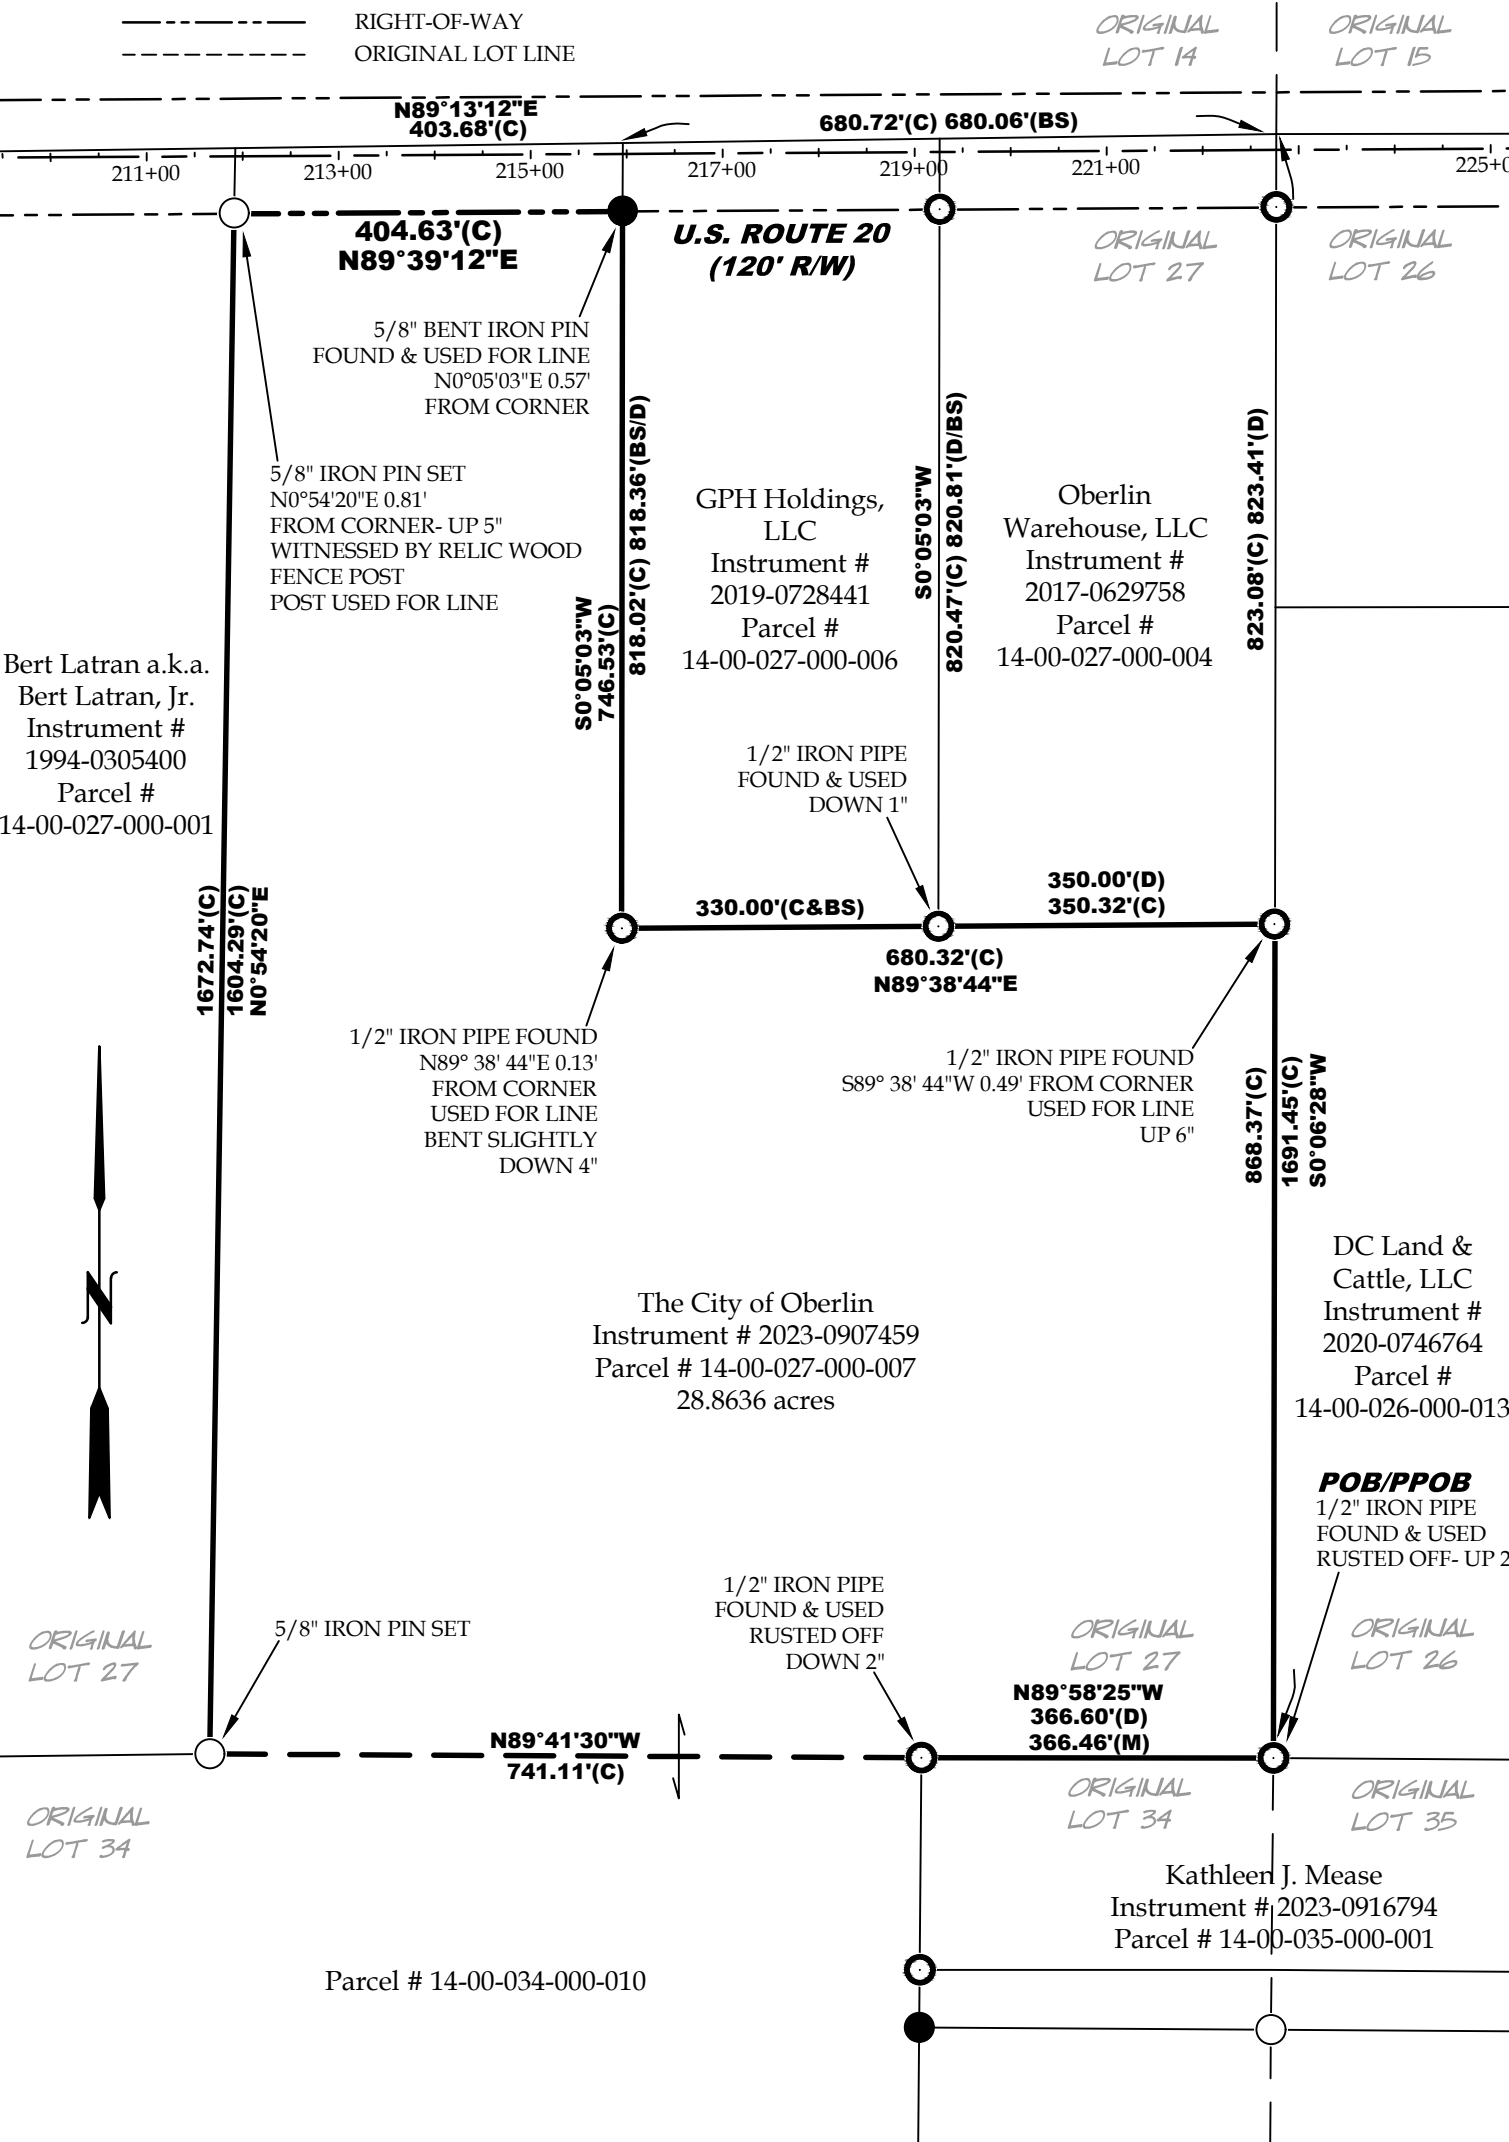 RIGHT-OF-WAY
ORIGINAL LOT LINE
ORIGINAL
LOT 14
ORIGINAL
LOT 15
N89°13'12"E
403.68'(C)
680.72'(C) 680.06'(BS)
211+00
213+00
215+00
217+00
219+00
221+00
404.63'(C)
N89°39'12"E
U.S. ROUTE 20
(120' R/W)
ORIGINAL
LOT 27
ORIGINAL
LOT 26
5/8" BENT IRON PIN
FOUND & USED FOR LINE
N0°05'03"E 0.57'
FROM CORNER
5/8" IRON PIN SET
N0°54'20"E 0.81'
FROM CORNER- UP 5"
WITNESSED BY RELIC WOOD
FENCE POST
POST USED FOR LINE
S0°05'03"W
746.53'(C)
818.02'(C) 818.36'(BS/D)
GPH Holdings,
LLC
Instrument #
2019-0728441
Parcel #
14-00-027-000-006
S0°05'03"W
820.47'(C) 820.81'(D/BS)
Oberlin
Warehouse, LLC
Instrument #
2017-0629758
Parcel #
14-00-027-000-004
823.08'(C) 823.41'(D)
Bert Latran a.k.a.
Bert Latran, Jr.
Instrument #
1994-0305400
Parcel #
14-00-027-000-001
1/2" IRON PIPE
FOUND & USED
DOWN 1"
1672.74'(C)
1604.29'(C)
N0°54'20"E
330.00'(C&BS)
350.00'(D)
350.32'(C)
680.32'(C)
N89°38'44"E
1/2" IRON PIPE FOUND
N89° 38' 44"E 0.13'
FROM CORNER
USED FOR LINE
BENT SLIGHTLY
DOWN 4"
1/2" IRON PIPE FOUND
S89° 38' 44"W 0.49' FROM CORNER
USED FOR LINE
UP 6"
868.37'(C)
1691.45'(C)
S0°06'28"W
N
The City of Oberlin
Instrument # 2023-0907459
Parcel # 14-00-027-000-007
28.8636 acres
DC Land &
Cattle, LLC
Instrument #
2020-0746764
Parcel #
14-00-026-000-013
POB/PPOB
1/2" IRON PIPE
FOUND & USED
RUSTED OFF- UP 2
1/2" IRON PIPE
FOUND & USED
RUSTED OFF
DOWN 2"
5/8" IRON PIN SET
ORIGINAL
LOT 27
ORIGINAL
LOT 27
ORIGINAL
LOT 26
N89°58'25"W
366.60'(D)
366.46'(M)
N89°41'30"W
741.11'(C)
ORIGINAL
LOT 34
ORIGINAL
LOT 34
ORIGINAL
LOT 35
Kathleen J. Mease
Instrument # 2023-0916794
Parcel # 14-00-035-000-001
Parcel # 14-00-034-000-010